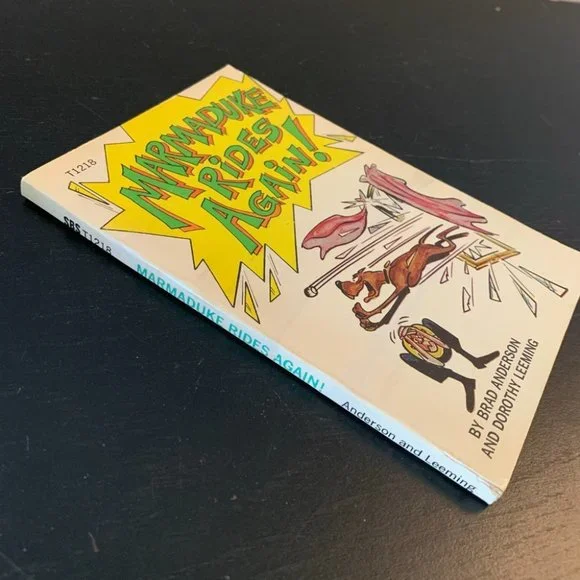 T1218
MARMADUKE
RIDES
AGAIN!
BY BRAD ANDERSON
AND DOROTHY LEEMING
SBS T1218 MARMADUKE RIDES AGAIN! Anderson and Leeming